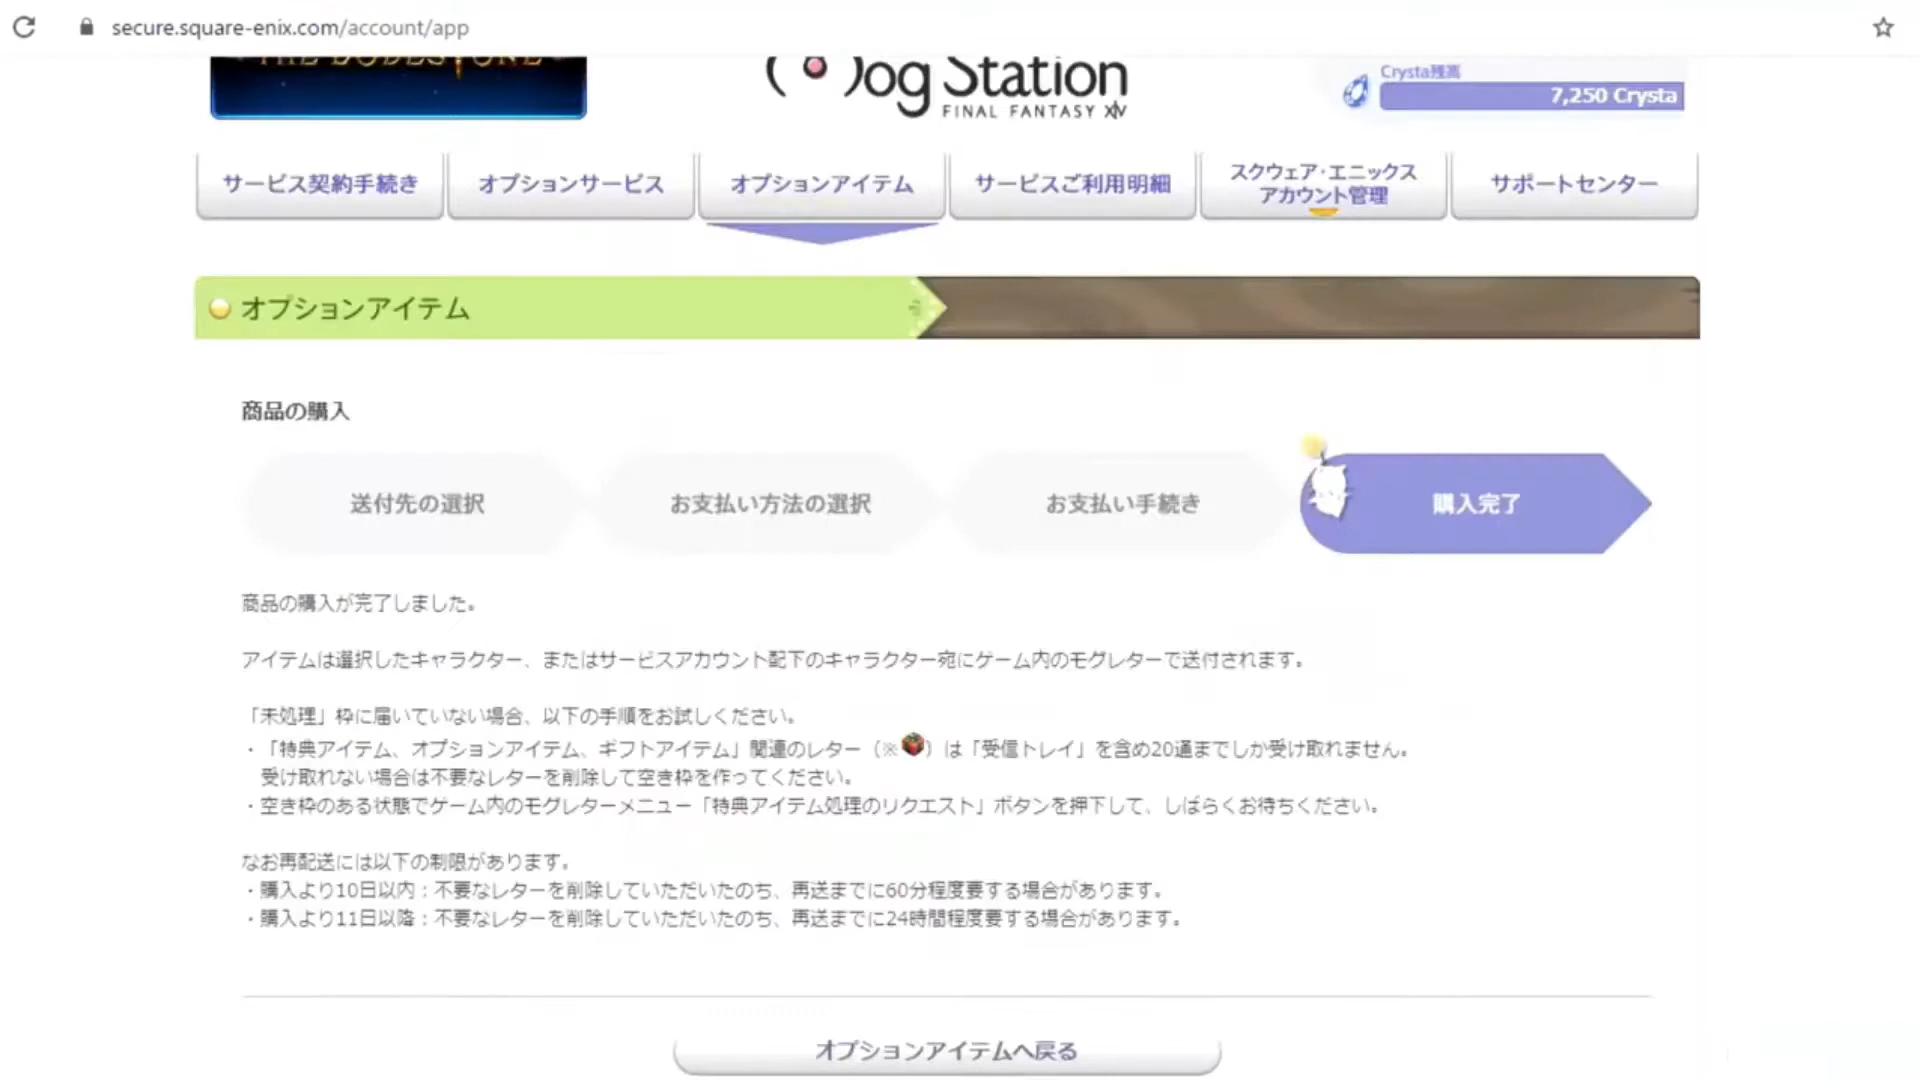 secure.square-enix.com/account/app
THE LODESTONE
og Station
FINAL FANTASY XIV
Crysta残高
7,250 Crysta
サービス契約手続き
オプションサービス
オプションアイテム
サービスご利用明細
スクウェア・エニックス
アカウント管理
サポートセンター
オプションアイテム
商品の購入
送付先の選択
お支払い方法の選択
お支払い手続き
購入完了
商品の購入が完了しました。
アイテムは選択したキャラクター、またはサービスアカウント配下のキャラクター宛にゲーム内のモグレターで送付されます。
「未処理」枠に届いていない場合、以下の手順をお試しください。
・「特典アイテム、オプションアイテム、ギフトアイテム」関連のレター（※）は「受信トレイ」を含め20通までしか受け取れません。
受け取れない場合は不要なレターを削除して空き枠を作ってください。
・空き枠のある状態でゲーム内のモグレターメニュー「特典アイテム処理のリクエスト」ボタンを押下して、しばらくお待ちください。
なお再配送には以下の制限があります。
・購入より10日以内：不要なレターを削除していただいたのち、再送までに60分程度要する場合があります。
・購入より11日以降：不要なレターを削除していただいたのち、再送までに24時間程度要する場合があります。
オプションアイテムへ戻る